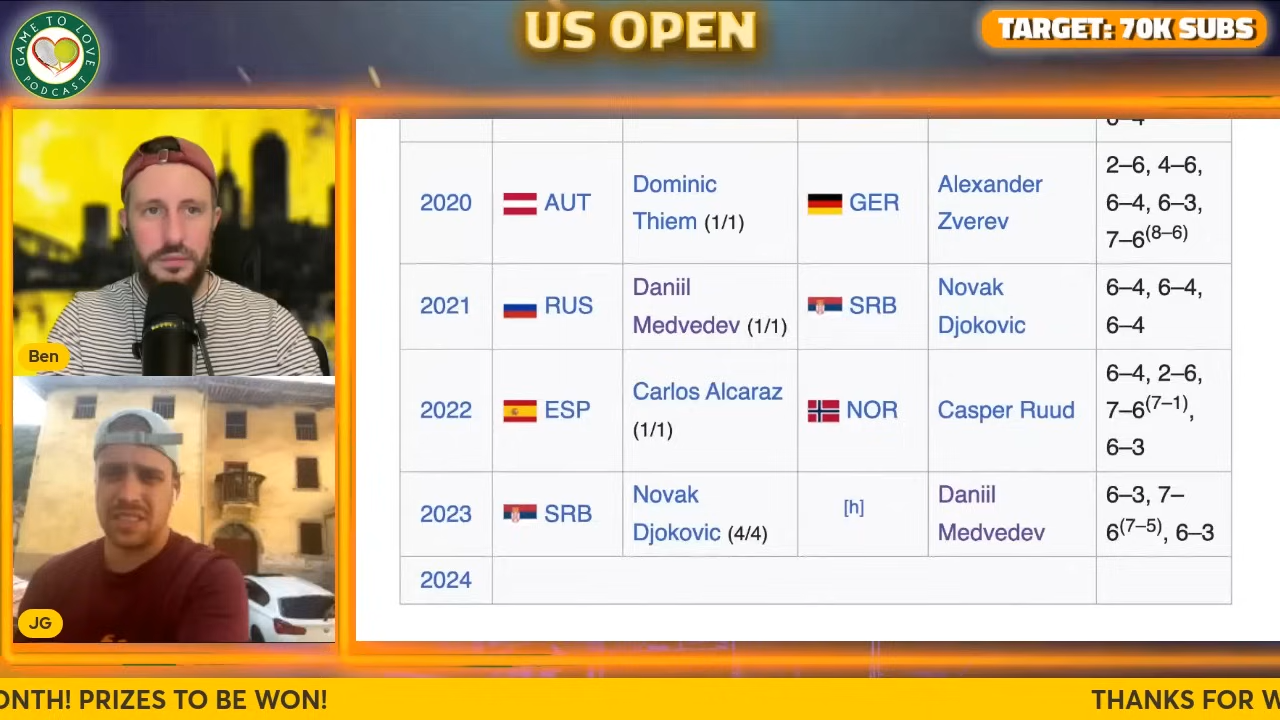 GAME TO LOVE
PODCAST
US OPEN
TARGET: 70K SUBS
2020 AUT Dominic Thiem (1/1) GER Alexander Zverev 2–6, 4–6, 6–4, 6–3, 7–6(8–6)
2021 RUS Daniil Medvedev (1/1) SRB Novak Djokovic 6–4, 6–4, 6–4
2022 ESP Carlos Alcaraz (1/1) NOR Casper Ruud 6–4, 2–6, 7–6(7–1), 6–3
2023 SRB Novak Djokovic (4/4) [h] Daniil Medvedev 6–3, 7–6(7–5), 6–3
2024
Ben
JG
ONTH! PRIZES TO BE WON!
THANKS FOR W